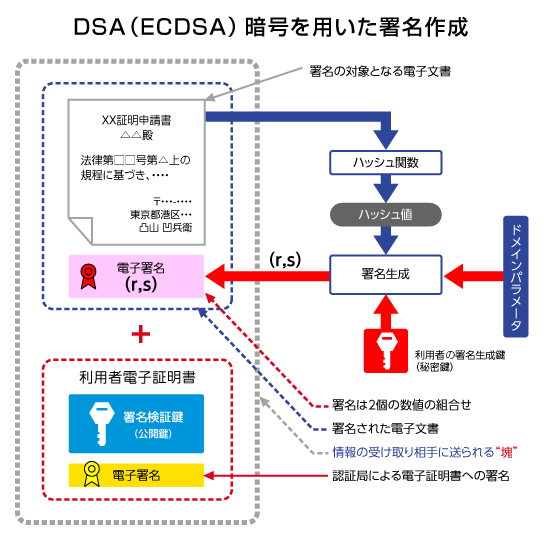 DSA（ECDSA）暗号を用いた署名作成
署名の対象となる電子文書
XX証明申請書
△△殿
法律第□□号第△上の
規程に基づき、････
〒･･･-････
東京都港区･･･
凸山 凹兵衛
ハッシュ関数
ハッシュ値
署名生成
ドメインパラメータ
(r,s)
電子署名
(r,s)
利用者の署名生成鍵
（秘密鍵）
+
利用者電子証明書
署名検証鍵
（公開鍵）
電子署名
署名は2個の数値の組合せ
署名された電子文書
情報の受け取り相手に送られる“塊”
認証局による電子証明書への署名